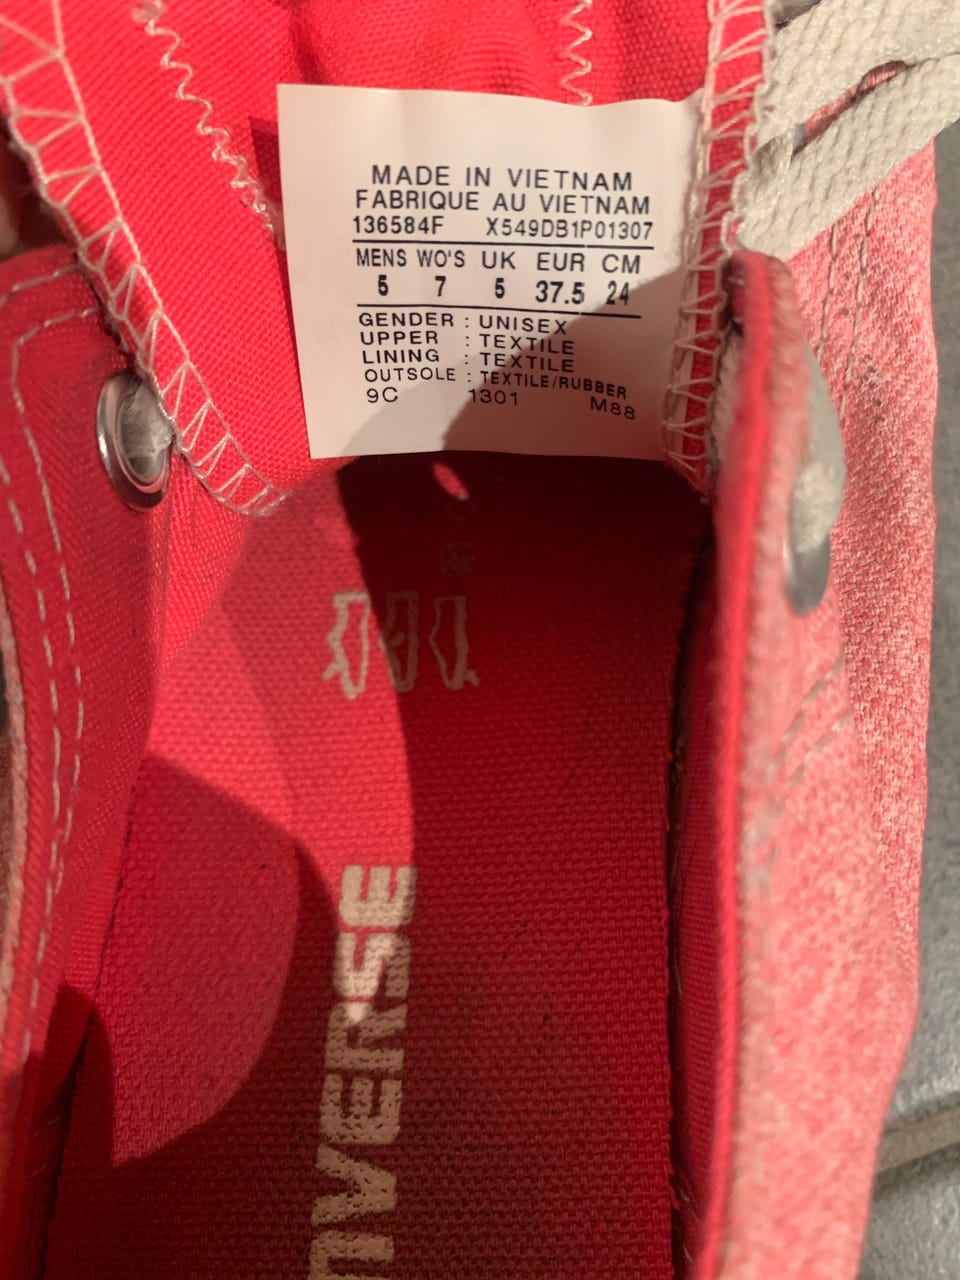 MADE IN VIETNAM
FABRIQUE AU VIETNAM
136584F X549DB1P01307
MENS WO'S UK EUR CM
5 7 5 37.5 24
GENDER : UNISEX
UPPER : TEXTILE
LINING : TEXTILE
OUTSOLE : TEXTILE/RUBBER
9C 1301 M88
NVERSE